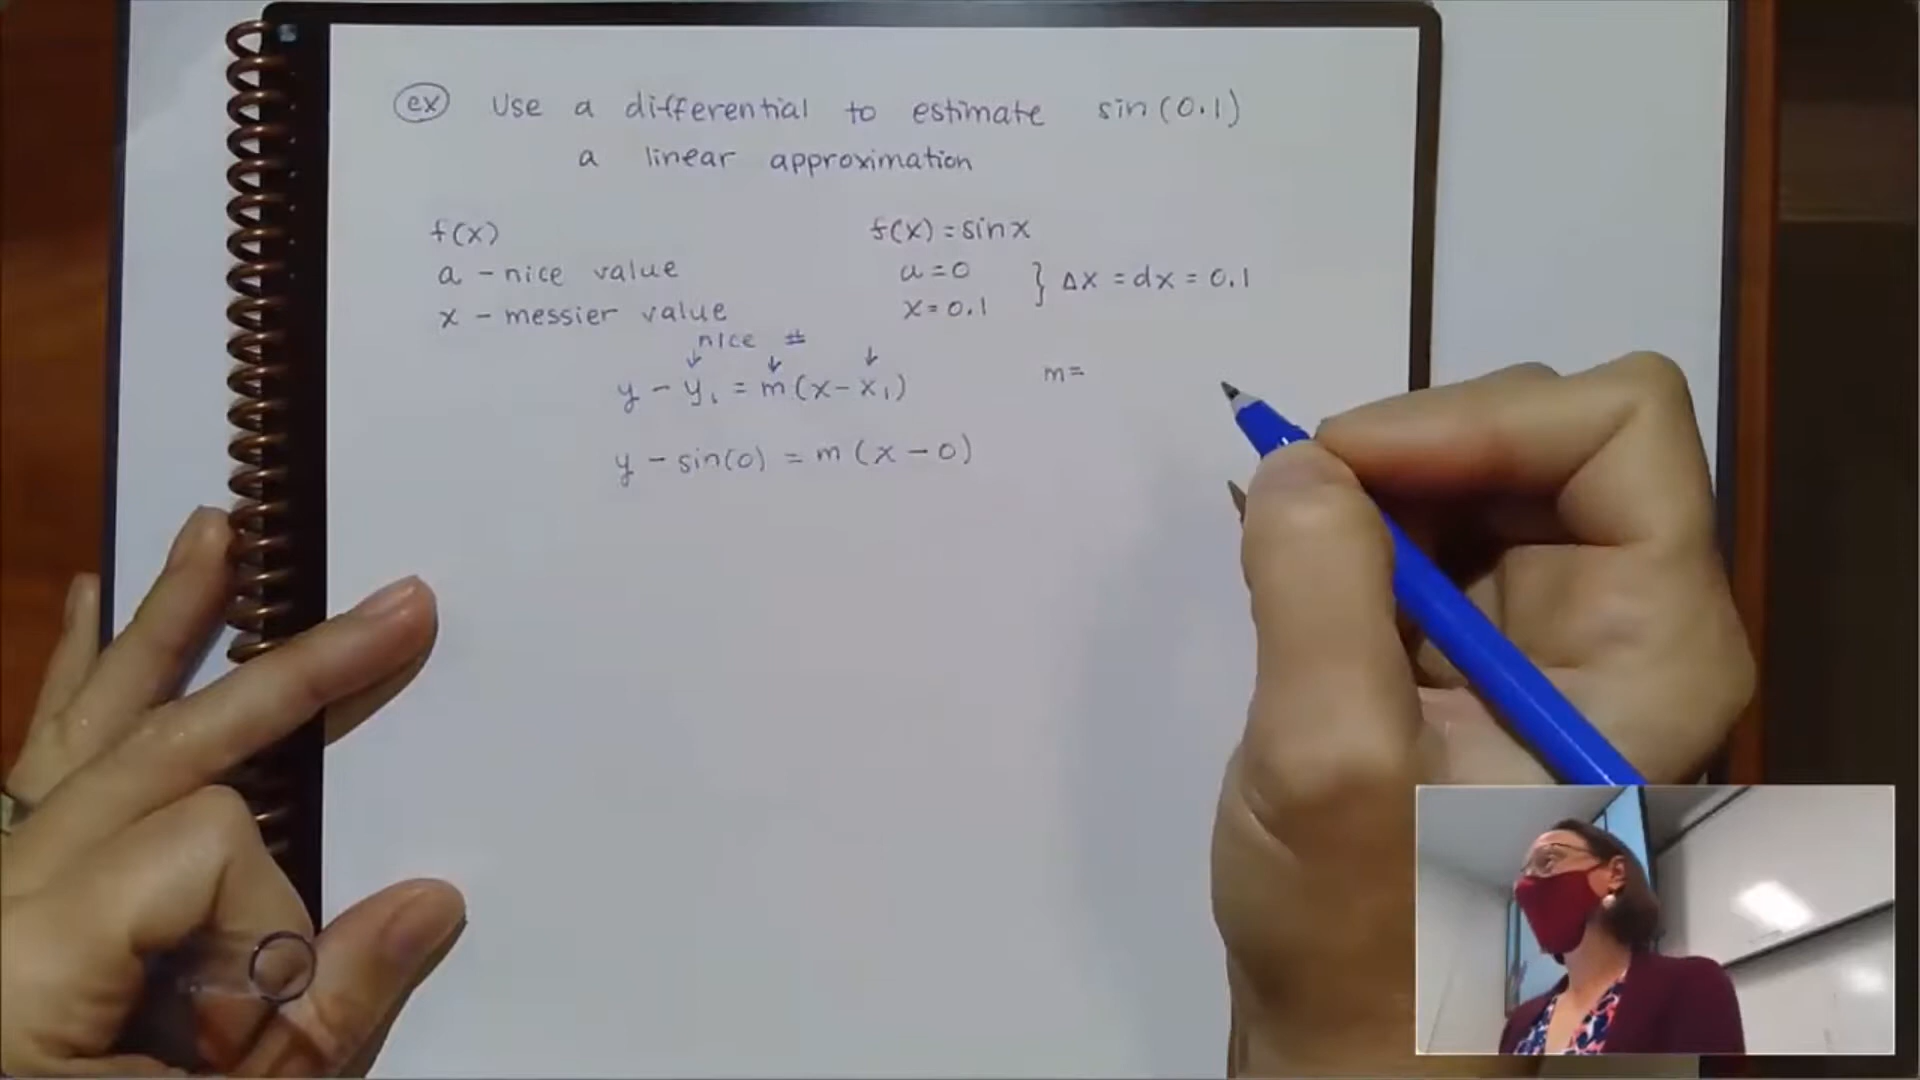 ex Use a differential to estimate sin(0.1)
a linear approximation
f(x)
a - nice value
x - messier value
f(x) = sin x
a = 0
x = 0.1
} Δx = dx = 0.1
nice #
↓ ↓ ↓
y - y₁ = m(x - x₁)
m=
y - sin(0) = m(x - 0)